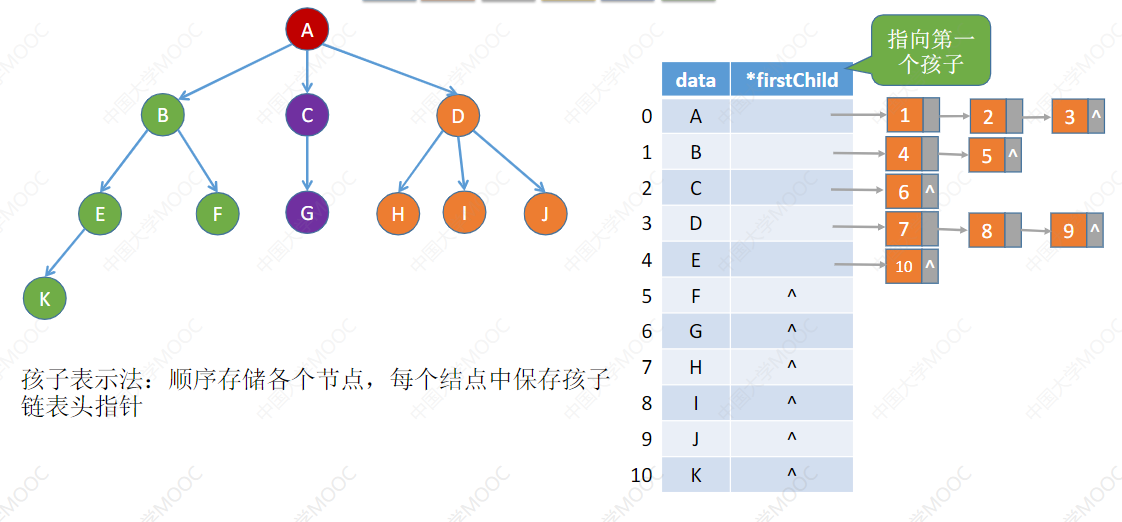 A
B
C
D
E
F
G
H
I
J
K
孩子表示法：顺序存储各个节点，每个结点中保存孩子
链表头指针
指向第一
个孩子
data *firstChild
0 A 1 2 3 ^
1 B 4 5 ^
2 C 6 ^
3 D 7 8 9 ^
4 E 10 ^
5 F ^
6 G ^
7 H ^
8 I ^
9 J ^
10 K ^
中国大学MOOC